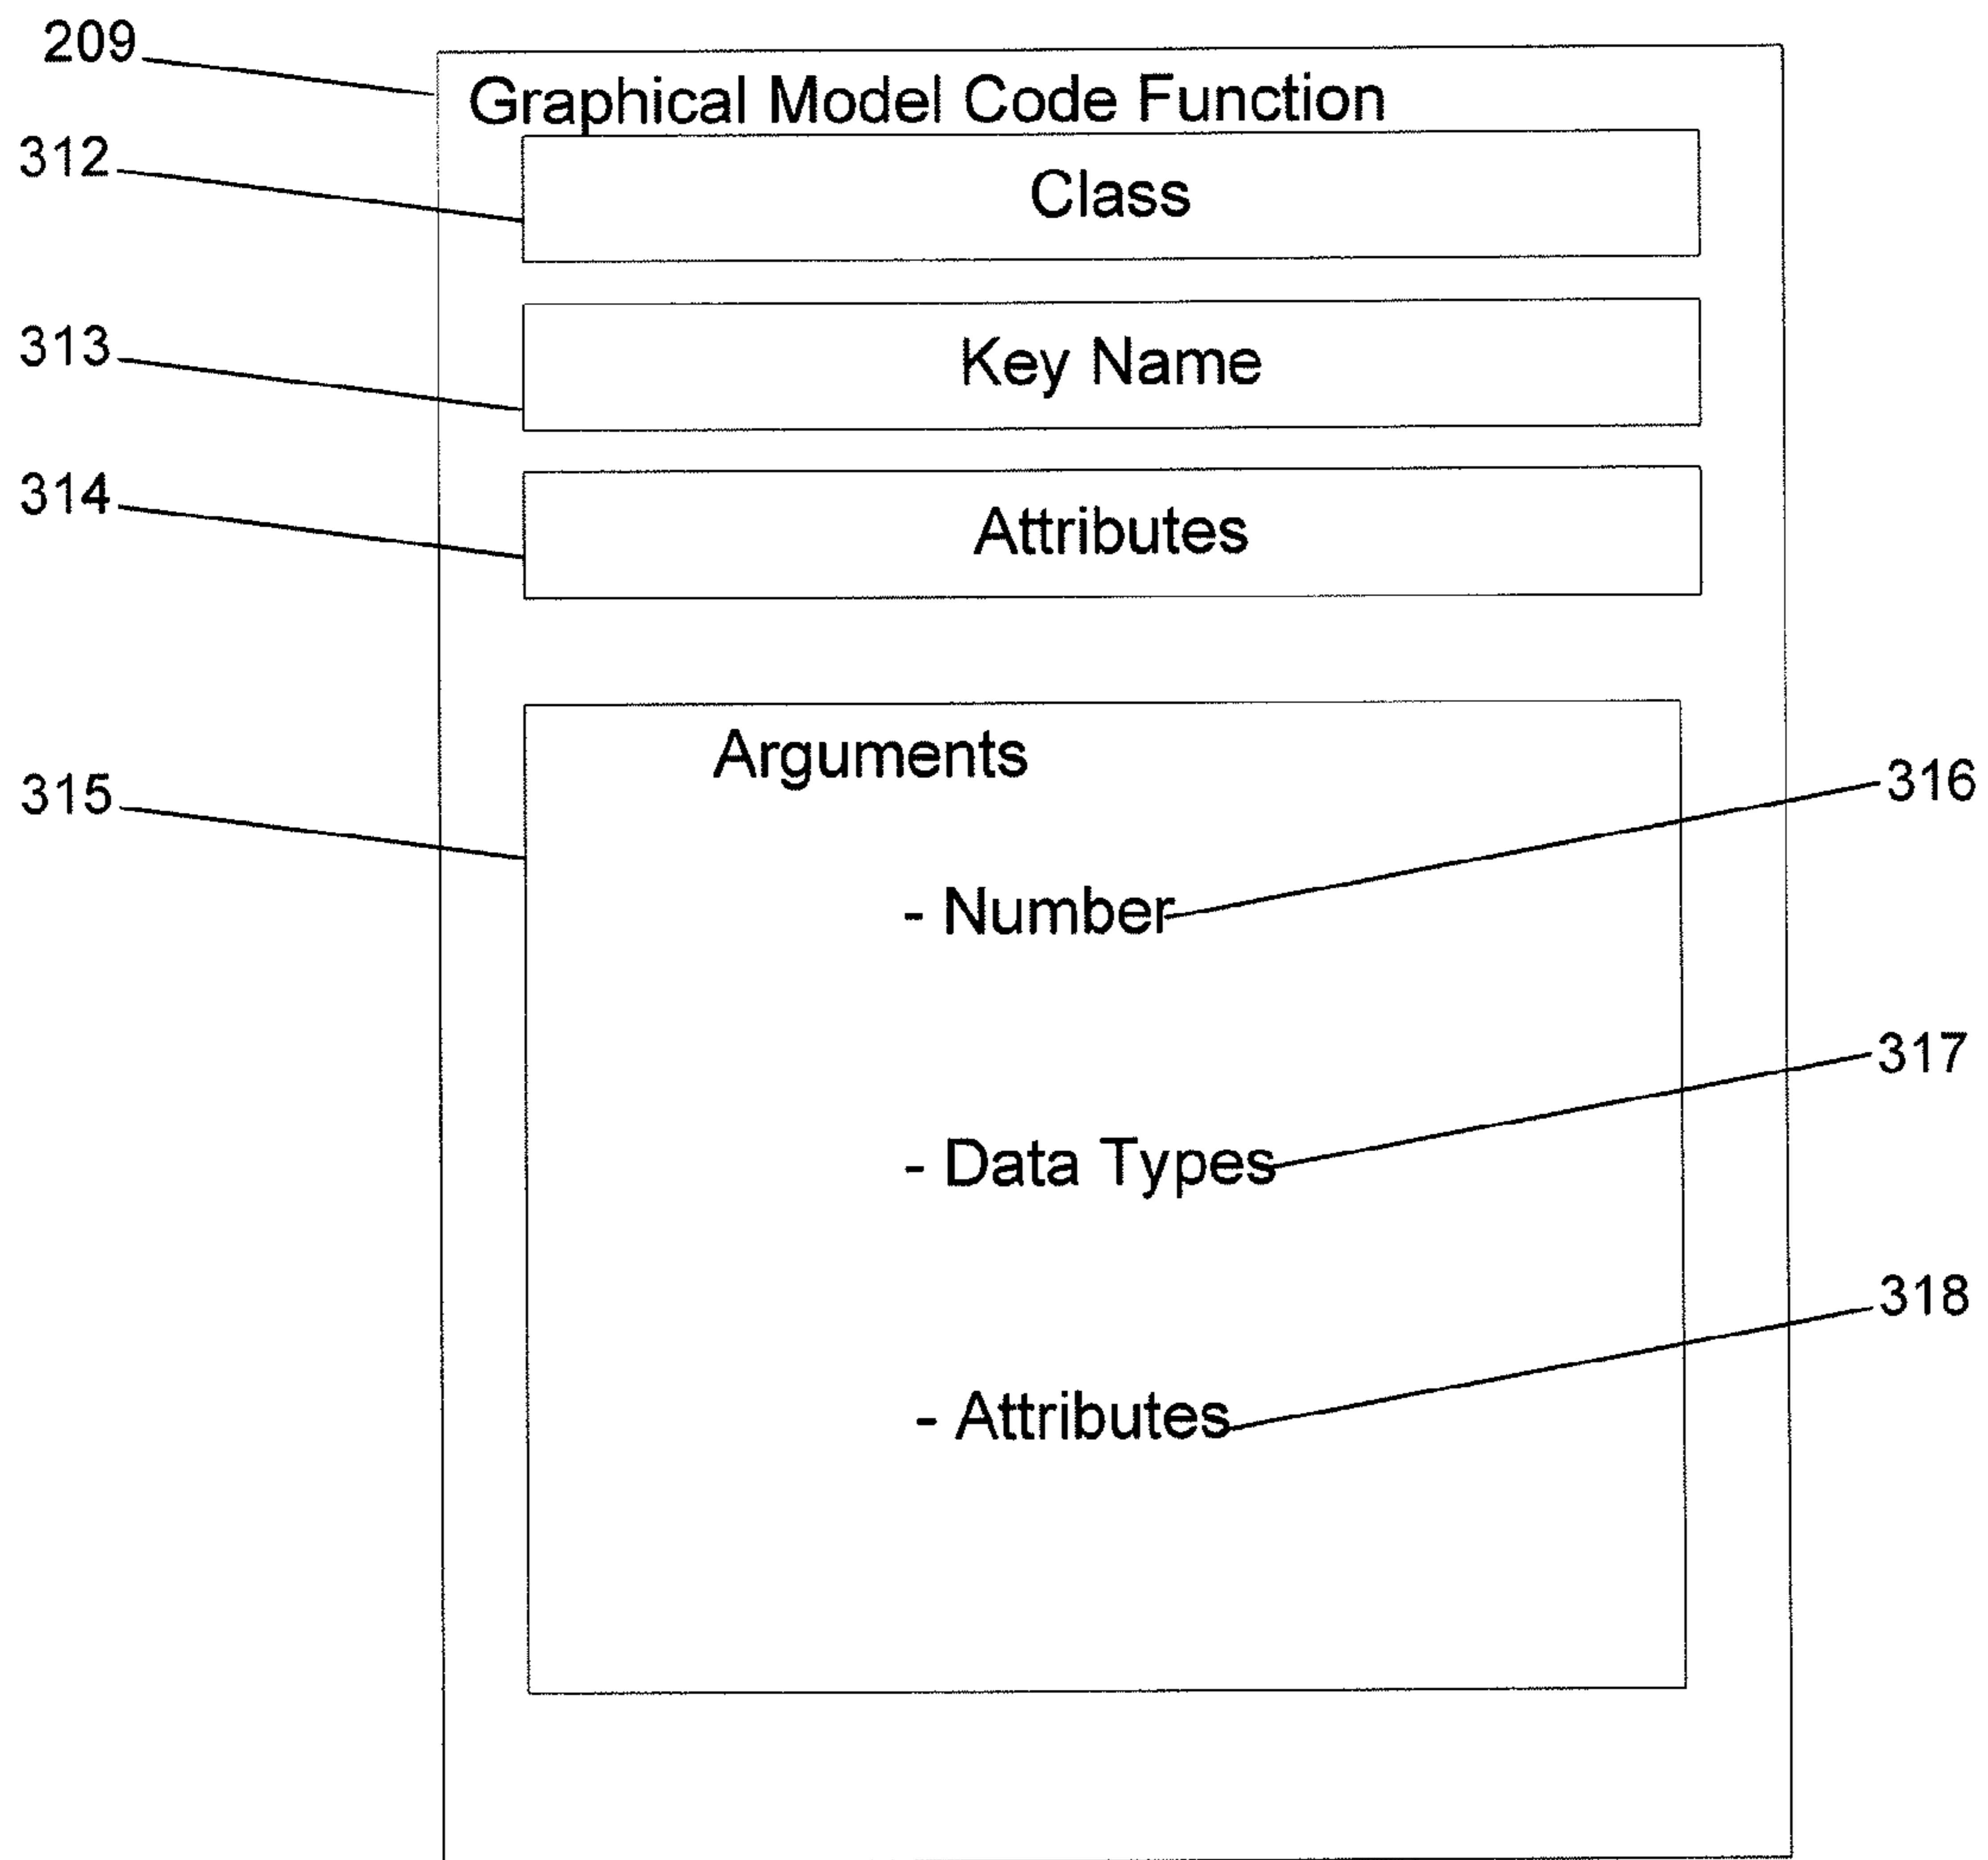 209
Graphical Model Code Function
312
Class
313
Key Name
314
Attributes
Arguments
315
316
- Number
317
- Data Types
318
- Attributes